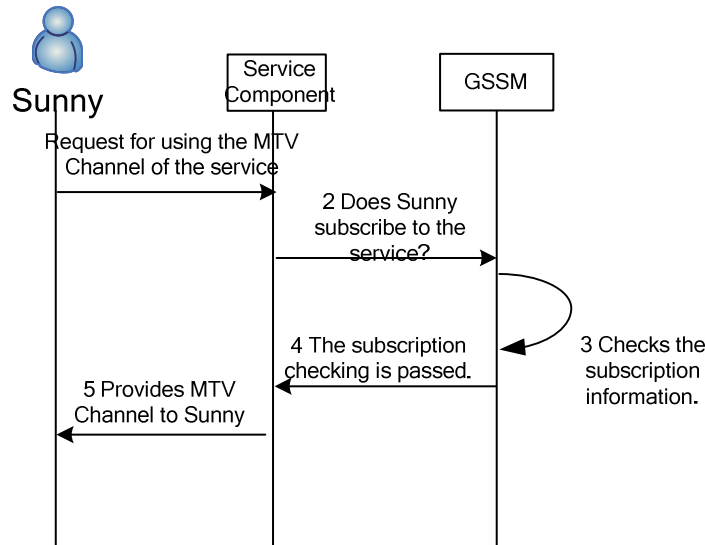 Sunny
Service
Component
GSSM
Request for using the MTV
Channel of the service
2 Does Sunny
subscribe to the
service?
3 Checks the
subscription
information.
4 The subscription
checking is passed.
5 Provides MTV
Channel to Sunny